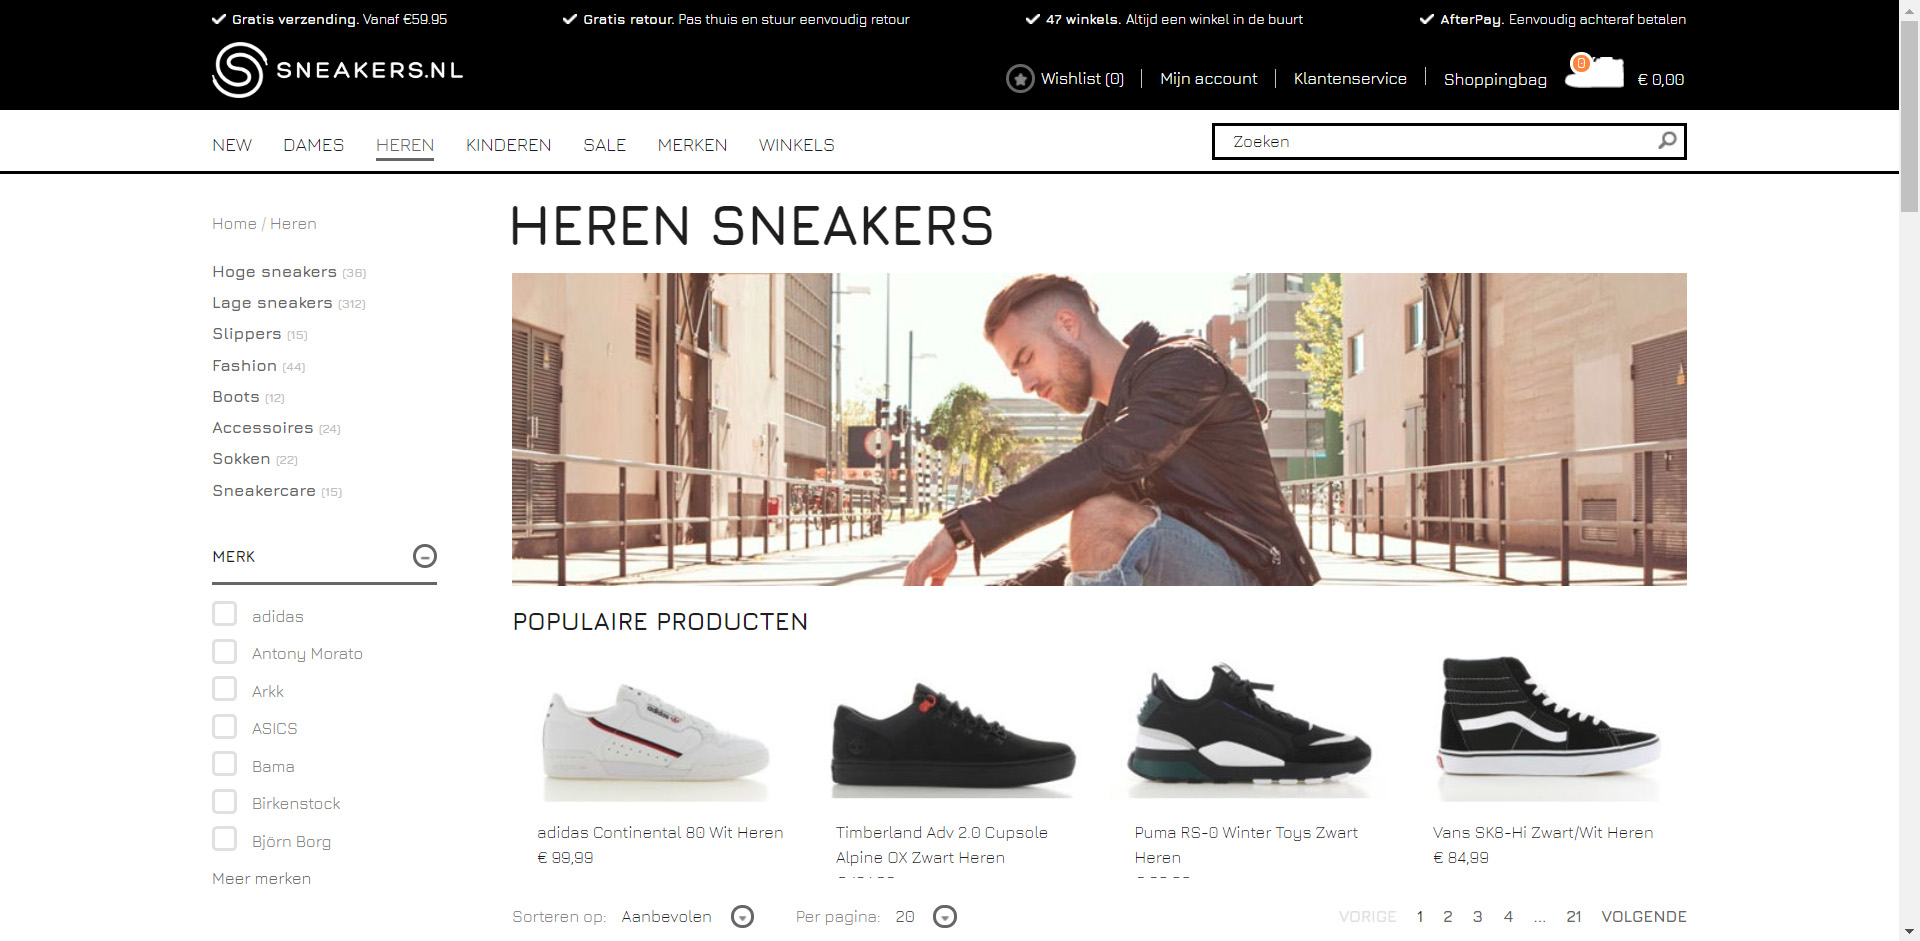 Gratis verzending. Vanaf €59.95
Gratis retour. Pas thuis en stuur eenvoudig retour
47 winkels. Altijd een winkel in de buurt
AfterPay. Eenvoudig achteraf betalen
SNEAKERS.NL
Wishlist (0)
Mijn account
Klantenservice
Shoppingbag
0
€ 0,00
NEW
DAMES
HEREN
KINDEREN
SALE
MERKEN
WINKELS
Zoeken
Home / Heren
Hoge sneakers (36)
Lage sneakers (312)
Slippers (15)
Fashion (44)
Boots (12)
Accessoires (24)
Sokken (22)
Sneakercare (15)
MERK
adidas
Antony Morato
Arkk
ASICS
Bama
Birkenstock
Björn Borg
Meer merken
HEREN SNEAKERS
POPULAIRE PRODUCTEN
adidas
adidas Continental 80 Wit Heren
€ 99,99
Timberland Adv 2.0 Cupsole
Alpine OX Zwart Heren
Puma RS-0 Winter Toys Zwart
Heren
Vans SK8-Hi Zwart/Wit Heren
€ 84,99
Sorteren op: Aanbevolen
Per pagina: 20
VORIGE 1 2 3 4 ... 21 VOLGENDE